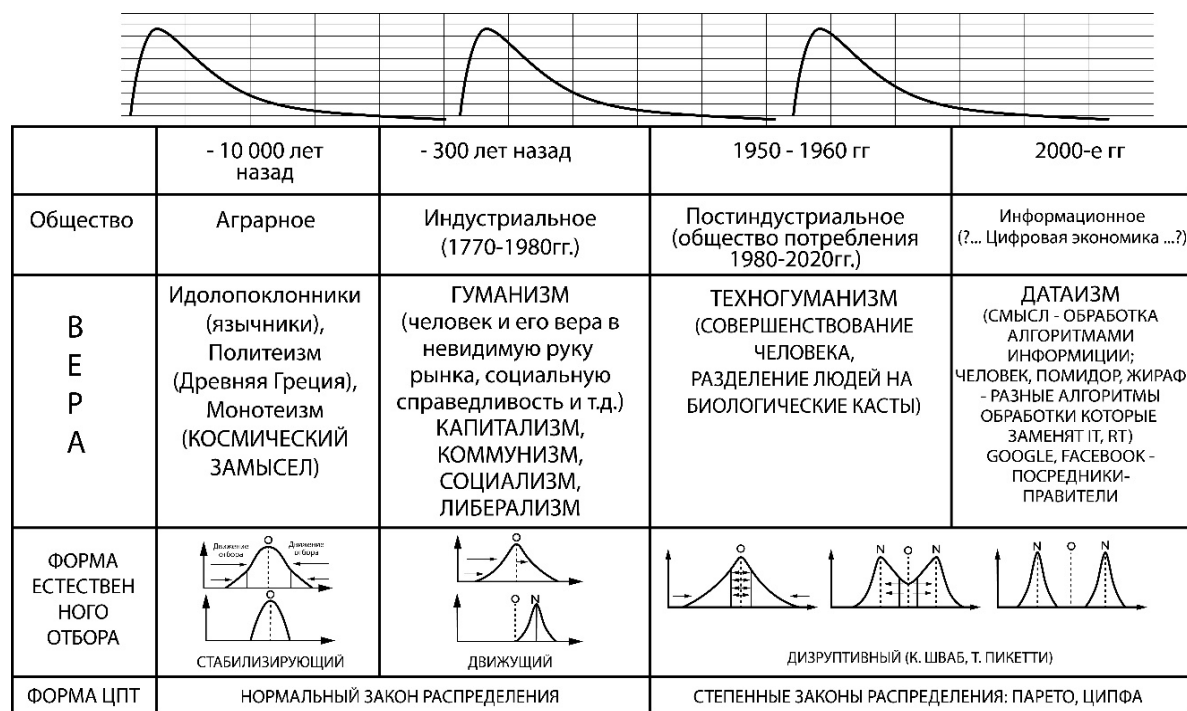 - 10 000 лет
назад
- 300 лет назад
1950 - 1960 гг
2000-е гг
Общество
Аграрное
Индустриальное
(1770-1980гг.)
Постиндустриальное
(общество потребления
1980-2020гг.)
Информационное
(?... Цифровая экономика ...?)
В
Е
Р
А
Идолопоклонники
(язычники),
Политеизм
(Древняя Греция),
Монотеизм
(КОСМИЧЕСКИЙ
ЗАМЫСЕЛ)
ГУМАНИЗМ
(человек и его вера в
невидимую руку
рынка, социальную
справедливость и т.д.)
КАПИТАЛИЗМ,
КОММУНИЗМ,
СОЦИАЛИЗМ,
ЛИБЕРАЛИЗМ
ТЕХНОГУМАНИЗМ
(СОВЕРШЕНСТВОВАНИЕ
ЧЕЛОВЕКА,
РАЗДЕЛЕНИЕ ЛЮДЕЙ НА
БИОЛОГИЧЕСКИЕ КАСТЫ)
ДАТАИЗМ
(СМЫСЛ - ОБРАБОТКА
АЛГОРИТМАМИ
ИНФОРМИЦИИ;
ЧЕЛОВЕК, ПОМИДОР, ЖИРАФ
- РАЗНЫЕ АЛГОРИТМЫ
ОБРАБОТКИ КОТОРЫЕ
ЗАМЕНЯТ IT, RT)
GOOGLE, FACEBOOK -
ПОСРЕДНИКИ-
ПРАВИТЕЛИ
ФОРМА
ЕСТЕСТВЕН
НОГО
ОТБОРА
Движение
отбора
O
Движение
отбора
O
СТАБИЛИЗИРУЮЩИЙ
O
O N
ДВИЖУЩИЙ
O
N O N
N O N
ДИЗРУПТИВНЫЙ (К. ШВАБ, Т. ПИКЕТТИ)
ФОРМА ЦПТ
НОРМАЛЬНЫЙ ЗАКОН РАСПРЕДЕЛЕНИЯ
СТЕПЕННЫЕ ЗАКОНЫ РАСПРЕДЕЛЕНИЯ: ПАРЕТО, ЦИПФА